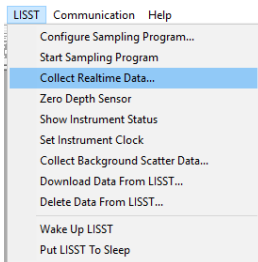 LISST Communication Help
Configure Sampling Program...
Start Sampling Program
Collect Realtime Data...
Zero Depth Sensor
Show Instrument Status
Set Instrument Clock
Collect Background Scatter Data...
Download Data From LISST...
Delete Data From LISST...
Wake Up LISST
Put LISST To Sleep